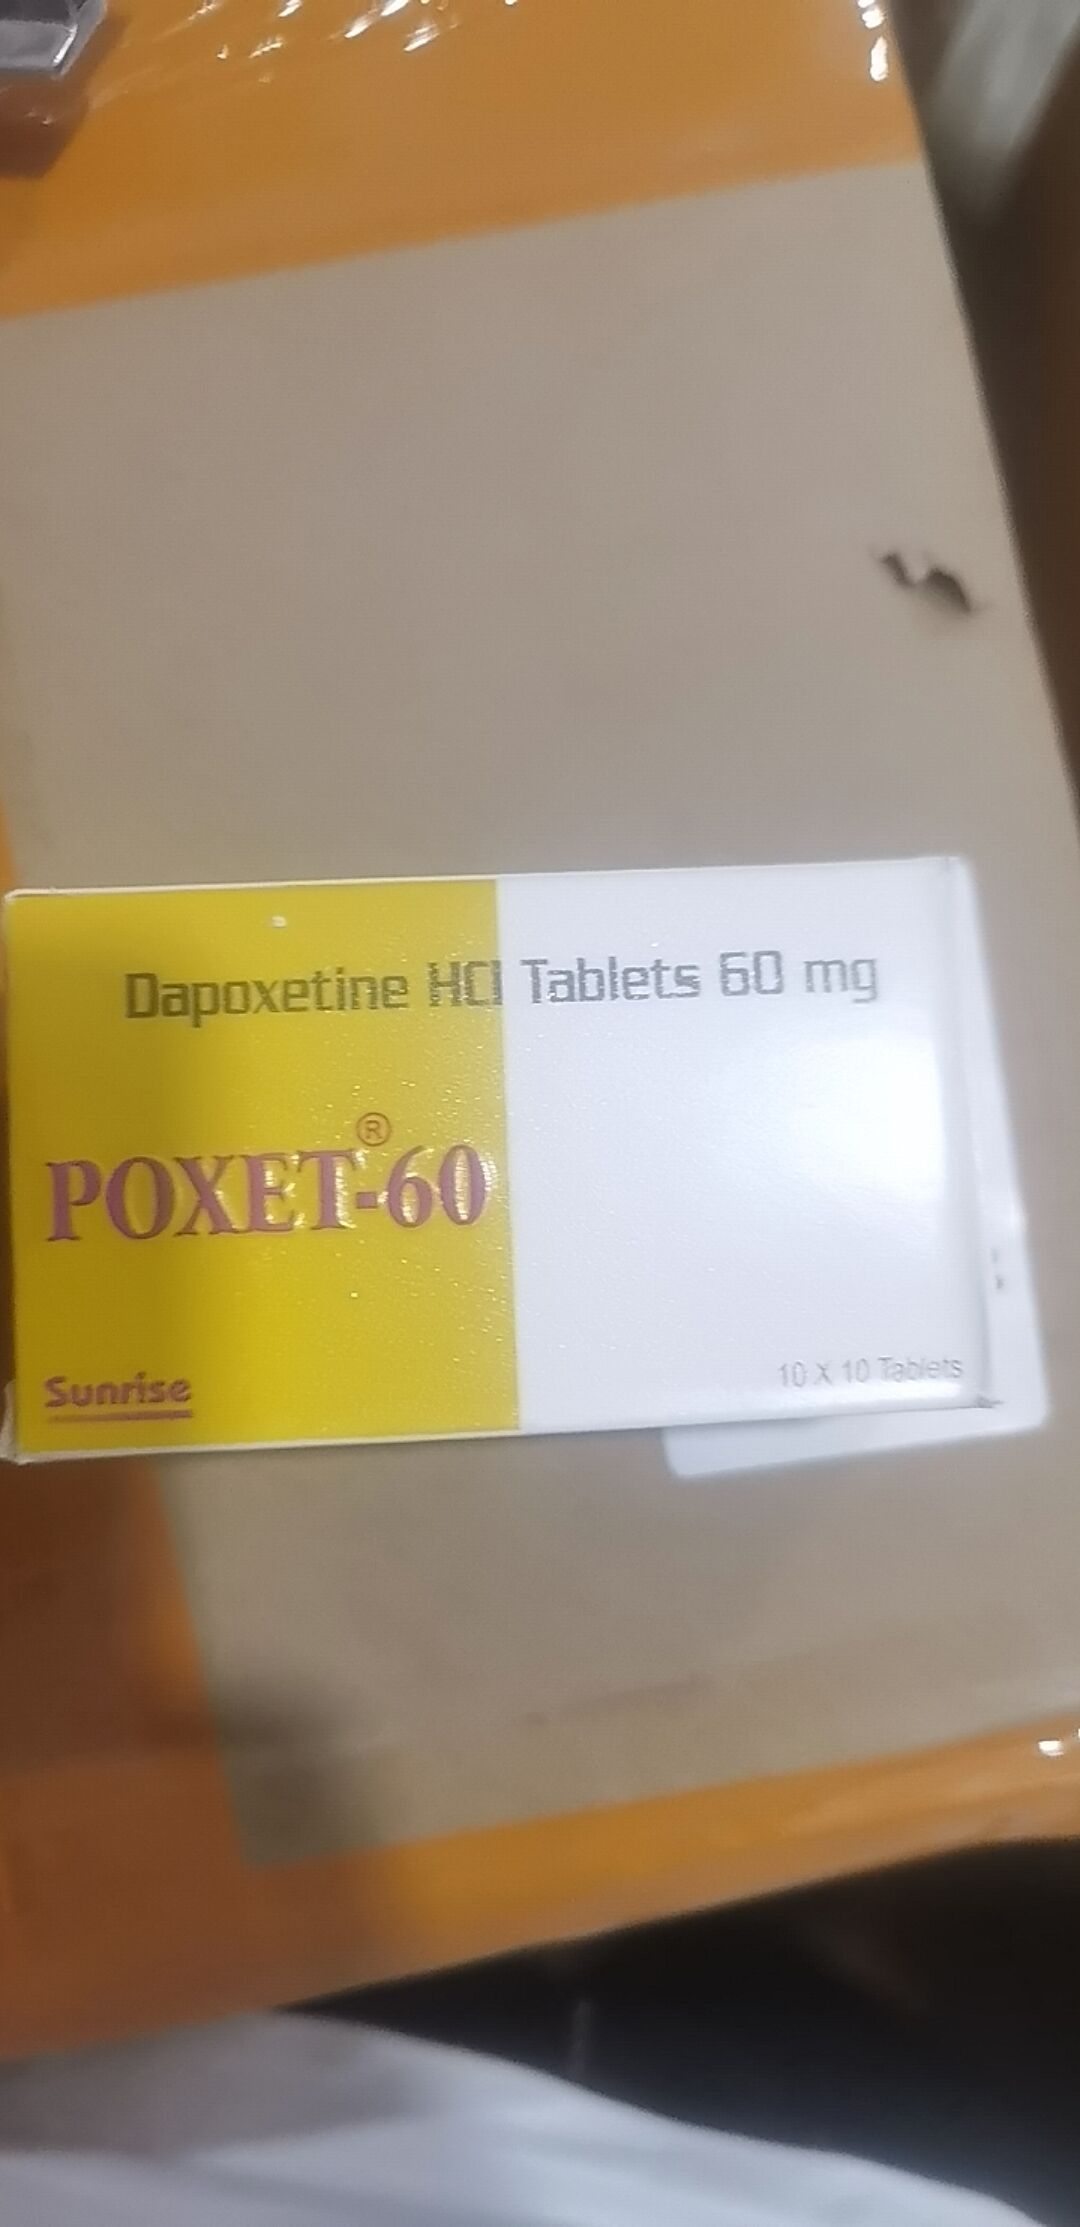 Dapoxetine HCl Tablets 60 mg
POXET®-60
Sunrise
10 X 10 Tablets